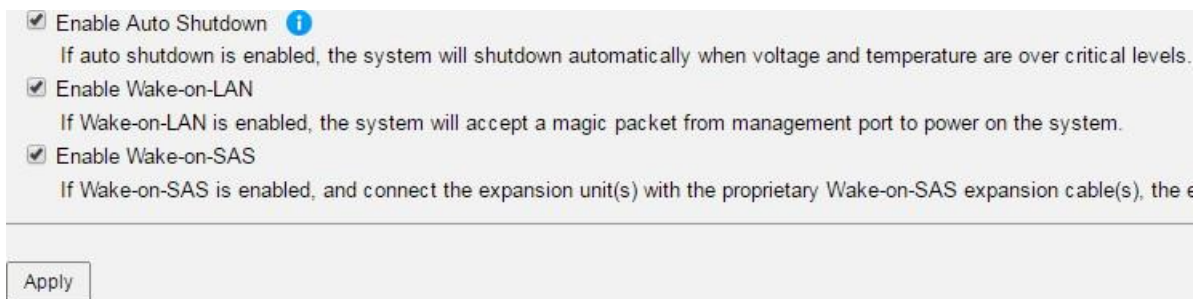 Enable Auto Shutdown i
If auto shutdown is enabled, the system will shutdown automatically when voltage and temperature are over critical levels.
Enable Wake-on-LAN
If Wake-on-LAN is enabled, the system will accept a magic packet from management port to power on the system.
Enable Wake-on-SAS
If Wake-on-SAS is enabled, and connect the expansion unit(s) with the proprietary Wake-on-SAS expansion cable(s), the
Apply